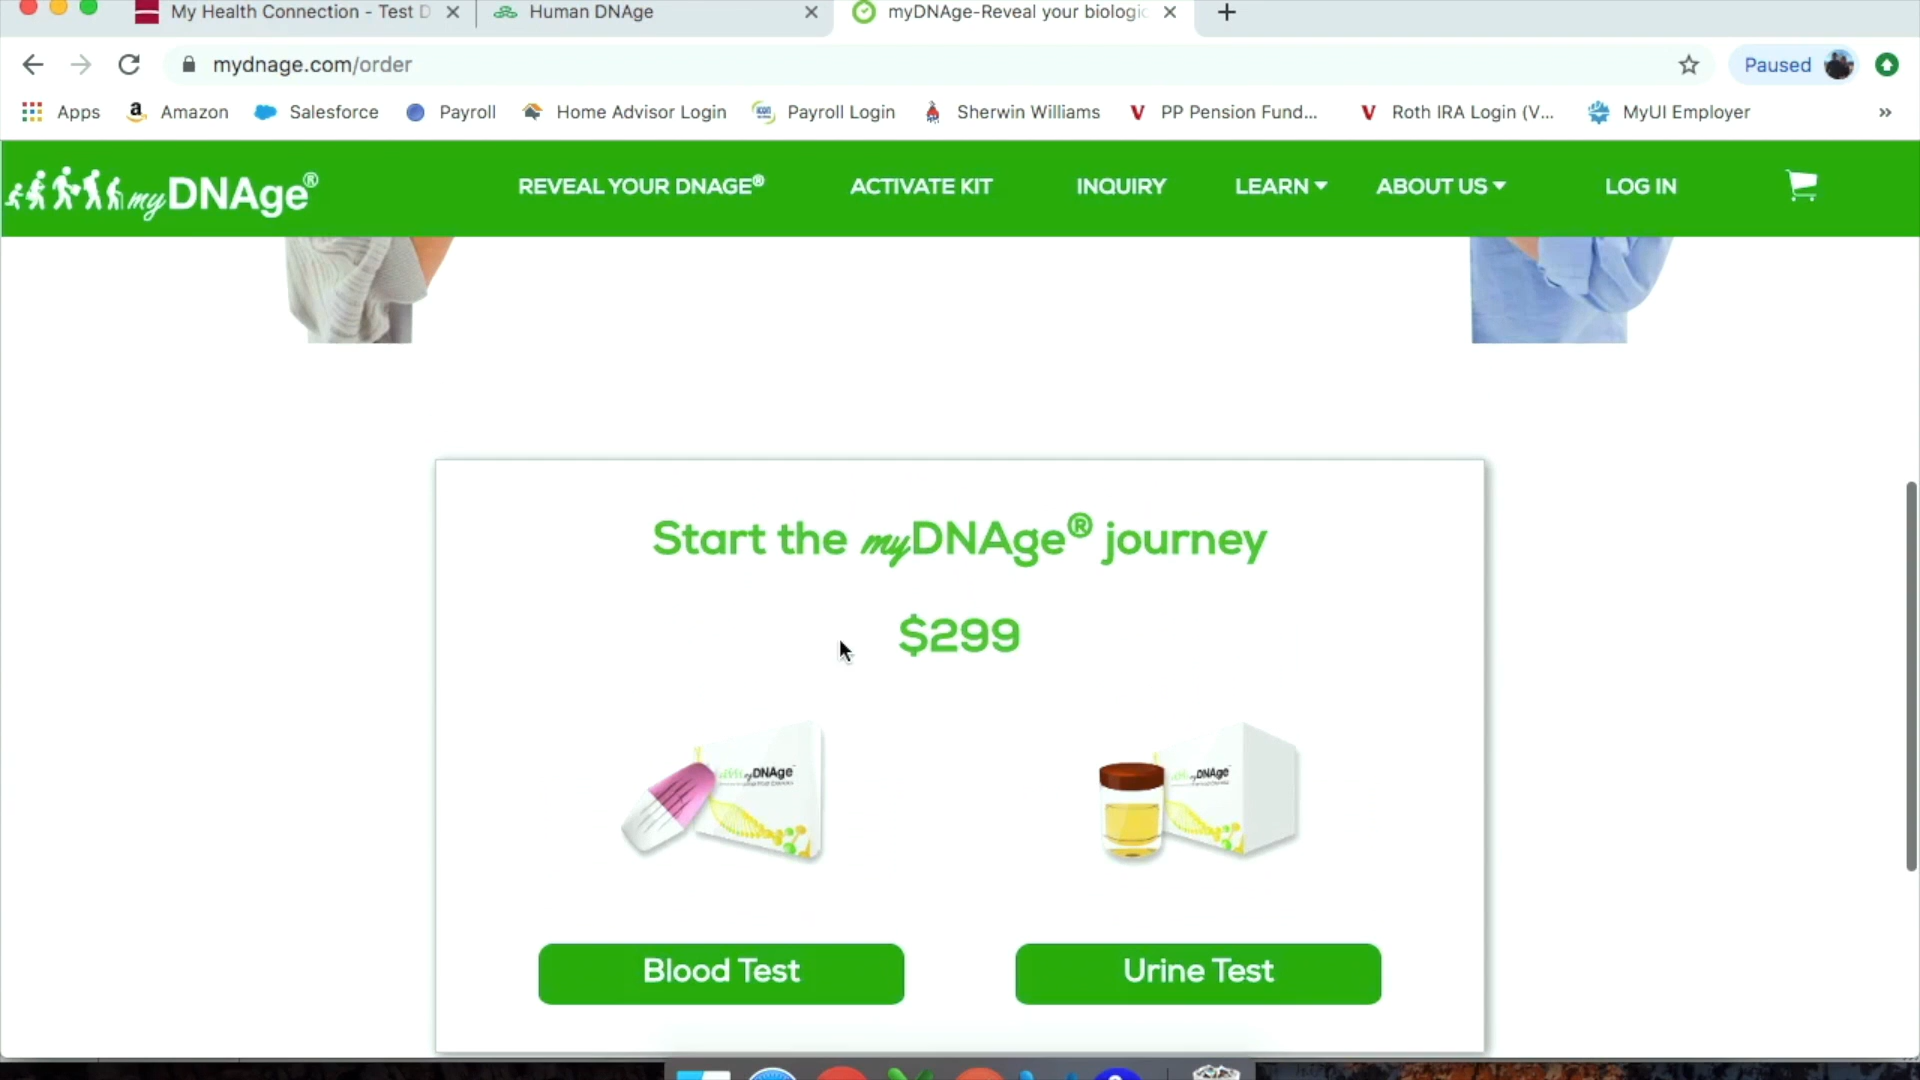 My Health Connection - Test D
Human DNAge
myDNAge-Reveal your biologic
mydnage.com/order
Paused
Apps
Amazon
Salesforce
Payroll
Home Advisor Login
Payroll Login
Sherwin Williams
PP Pension Fund...
Roth IRA Login (V...
MyUI Employer
»
myDNAge®
REVEAL YOUR DNAGE®
ACTIVATE KIT
INQUIRY
LEARN
ABOUT US
LOG IN
Start the myDNAge® journey
$299
myDNAge
myDNAge
Blood Test
Urine Test